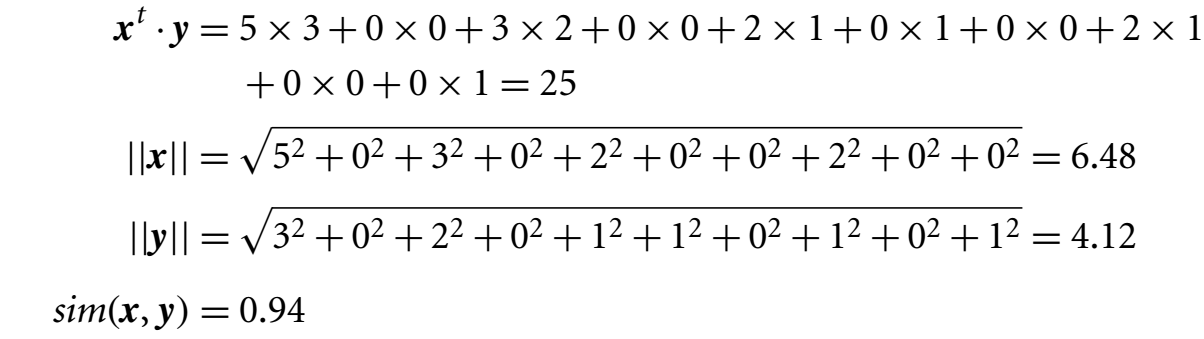 x^t · y = 5 × 3 + 0 × 0 + 3 × 2 + 0 × 0 + 2 × 1 + 0 × 1 + 0 × 0 + 2 × 1
+ 0 × 0 + 0 × 1 = 25
||x|| = √(5² + 0² + 3² + 0² + 2² + 0² + 0² + 2² + 0² + 0²) = 6.48
||y|| = √(3² + 0² + 2² + 0² + 1² + 1² + 0² + 1² + 0² + 1²) = 4.12
sim(x, y) = 0.94